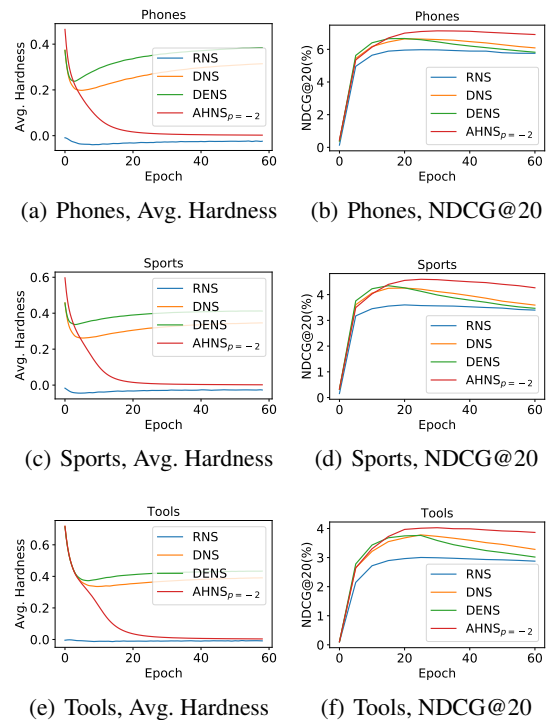 Phones
Avg. Hardness
0.4
0.2
0.0
RNS
DNS
DENS
AHNS_{p=−2}
0 20 40 60
Epoch
(a) Phones, Avg. Hardness
Phones
NDCG@20(%)
6
4
2
0
RNS
DNS
DENS
AHNS_{p=−2}
0 20 40 60
Epoch
(b) Phones, NDCG@20
Sports
Avg. Hardness
0.6
0.4
0.2
0.0
RNS
DNS
DENS
AHNS_{p=−2}
0 20 40 60
Epoch
(c) Sports, Avg. Hardness
Sports
NDCG@20(%)
4
3
2
1
0
RNS
DNS
DENS
AHNS_{p=−2}
0 20 40 60
Epoch
(d) Sports, NDCG@20
Tools
Avg. Hardness
0.6
0.4
0.2
0.0
RNS
DNS
DENS
AHNS_{p=−2}
0 20 40 60
Epoch
(e) Tools, Avg. Hardness
Tools
NDCG@20(%)
4
3
2
1
0
RNS
DNS
DENS
AHNS_{p=−2}
0 20 40 60
Epoch
(f) Tools, NDCG@20